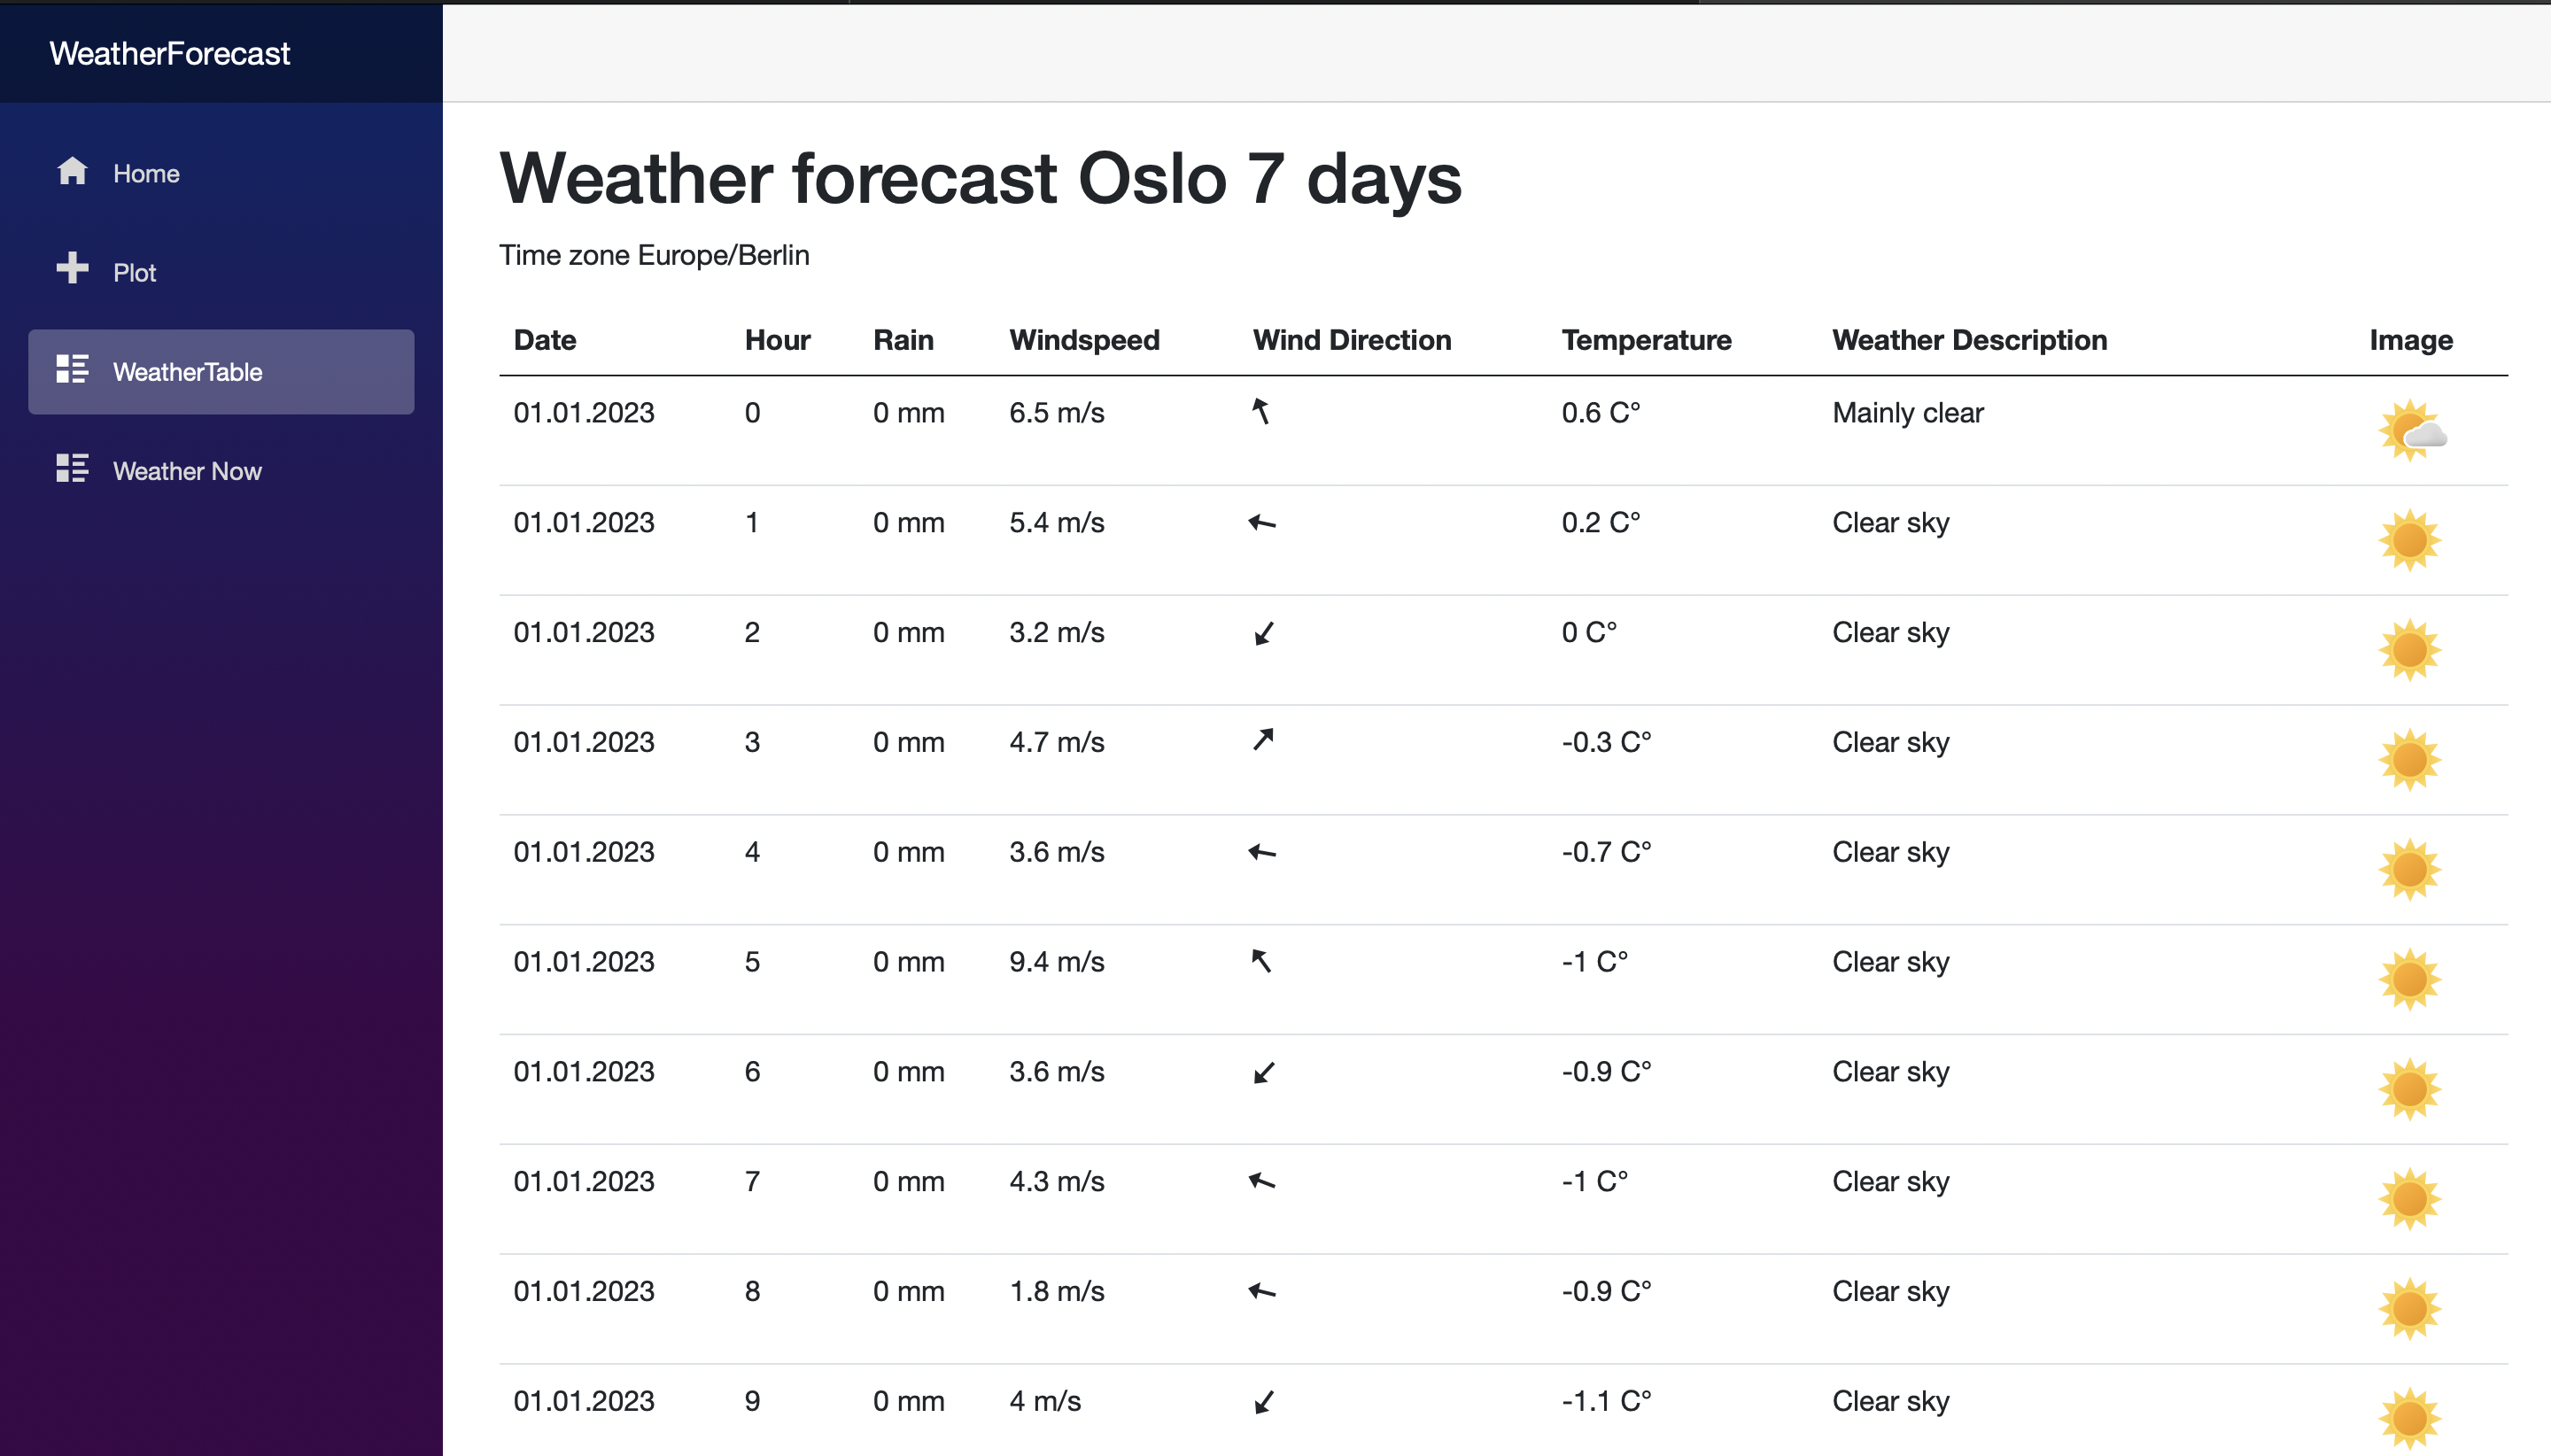 WeatherForecast
Home
Plot
WeatherTable
Weather Now
Weather forecast Oslo 7 days
Time zone Europe/Berlin
Date Hour Rain Windspeed Wind Direction Temperature Weather Description Image
01.01.2023 0 0 mm 6.5 m/s 0.6 C° Mainly clear
01.01.2023 1 0 mm 5.4 m/s 0.2 C° Clear sky
01.01.2023 2 0 mm 3.2 m/s 0 C° Clear sky
01.01.2023 3 0 mm 4.7 m/s -0.3 C° Clear sky
01.01.2023 4 0 mm 3.6 m/s -0.7 C° Clear sky
01.01.2023 5 0 mm 9.4 m/s -1 C° Clear sky
01.01.2023 6 0 mm 3.6 m/s -0.9 C° Clear sky
01.01.2023 7 0 mm 4.3 m/s -1 C° Clear sky
01.01.2023 8 0 mm 1.8 m/s -0.9 C° Clear sky
01.01.2023 9 0 mm 4 m/s -1.1 C° Clear sky